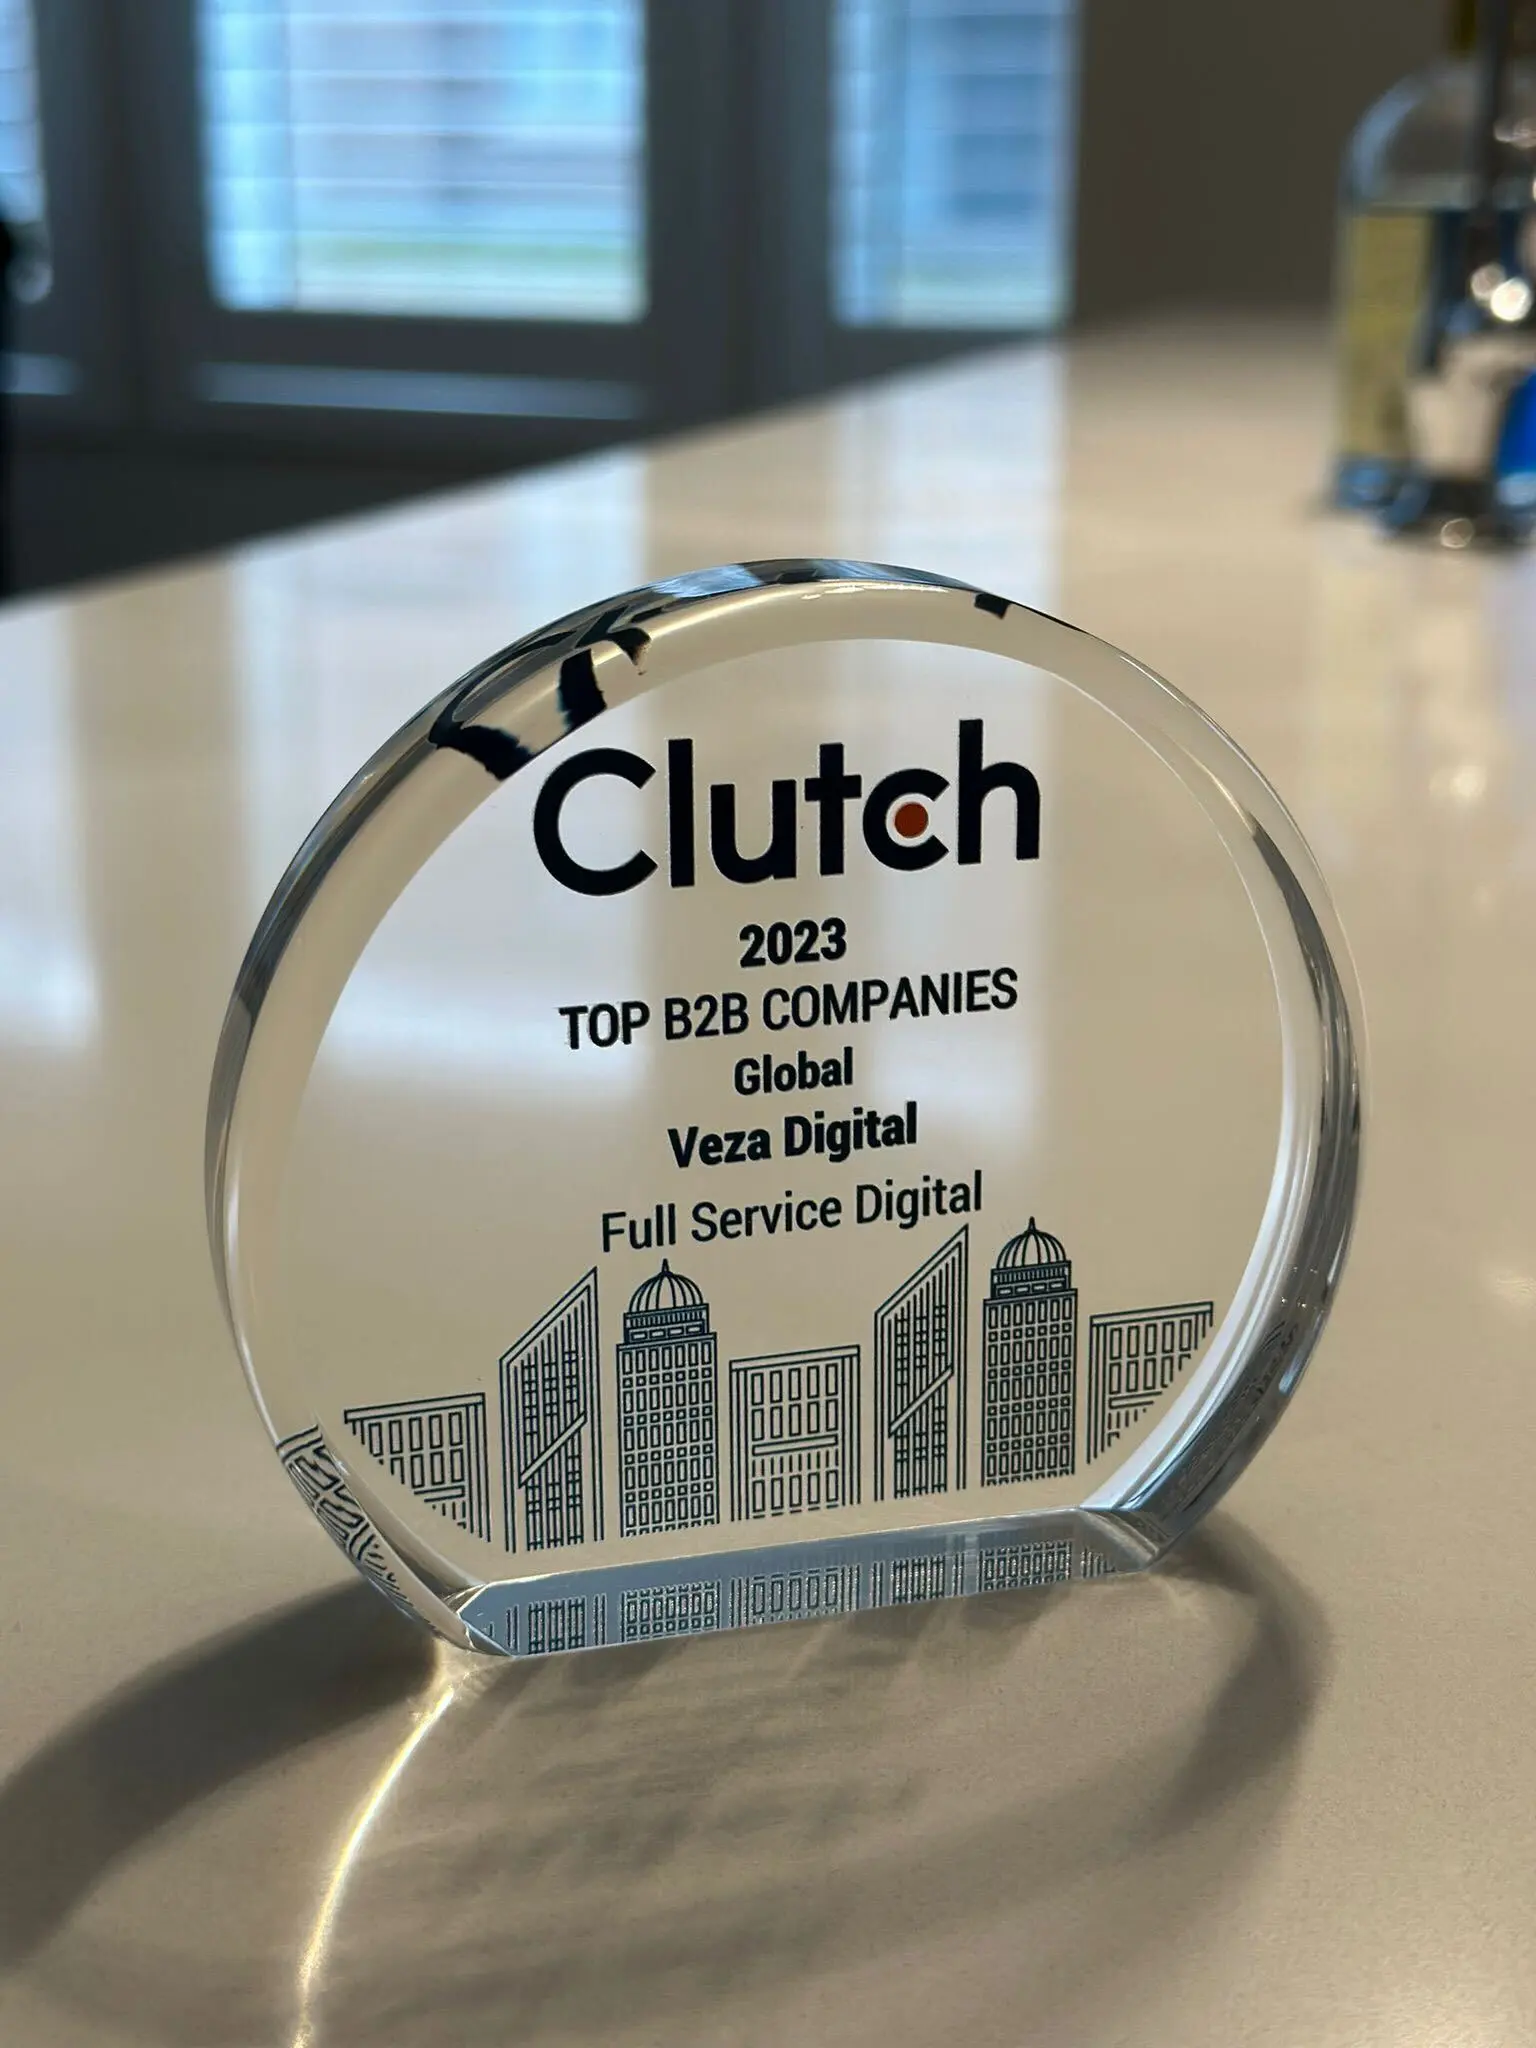 Clutch
2023
TOP B2B COMPANIES
Global
Veza Digital
Full Service Digital